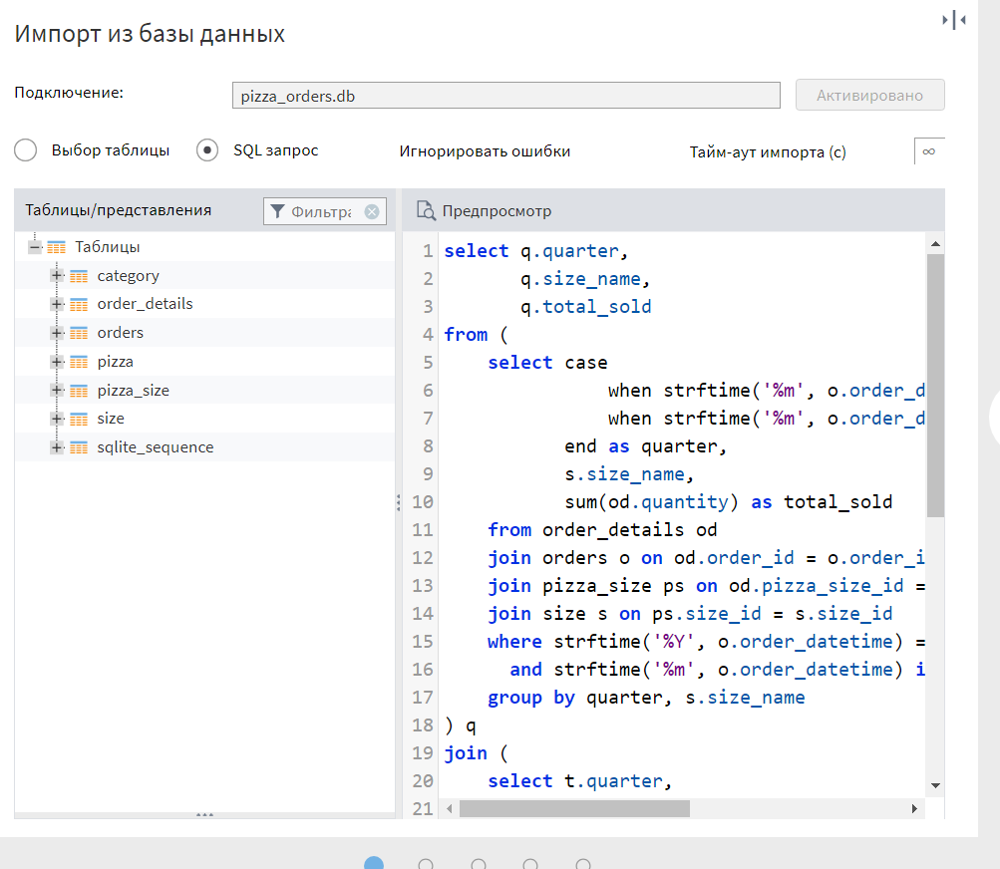 Импорт из базы данных
Подключение:
pizza_orders.db
Активировано
Выбор таблицы
SQL запрос
Игнорировать ошибки
Тайм-аут импорта (с)
∞
Таблицы/представления
Фильтра
Предпросмотр
Таблицы
category
order_details
orders
pizza
pizza_size
size
sqlite_sequence
1 select q.quarter,
2 q.size_name,
3 q.total_sold
4 from (
5 select case
6 when strftime('%m', o.order_d
7 when strftime('%m', o.order_d
8 end as quarter,
9 s.size_name,
10 sum(od.quantity) as total_sold
11 from order_details od
12 join orders o on od.order_id = o.order_i
13 join pizza_size ps on od.pizza_size_id =
14 join size s on ps.size_id = s.size_id
15 where strftime('%Y', o.order_datetime) =
16 and strftime('%m', o.order_datetime) i
17 group by quarter, s.size_name
18 ) q
19 join (
20 select t.quarter,
21